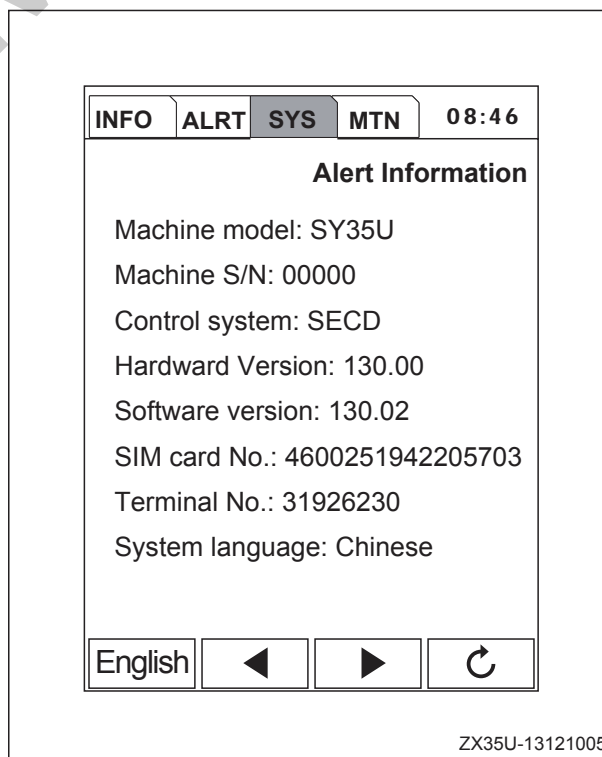 INFO ALRT SYS MTN 08:46
Alert Information
Machine model: SY35U
Machine S/N: 00000
Control system: SECD
Hardward Version: 130.00
Software version: 130.02
SIM card No.: 4600251942205703
Terminal No.: 31926230
System language: Chinese
English
ZX35U-13121005